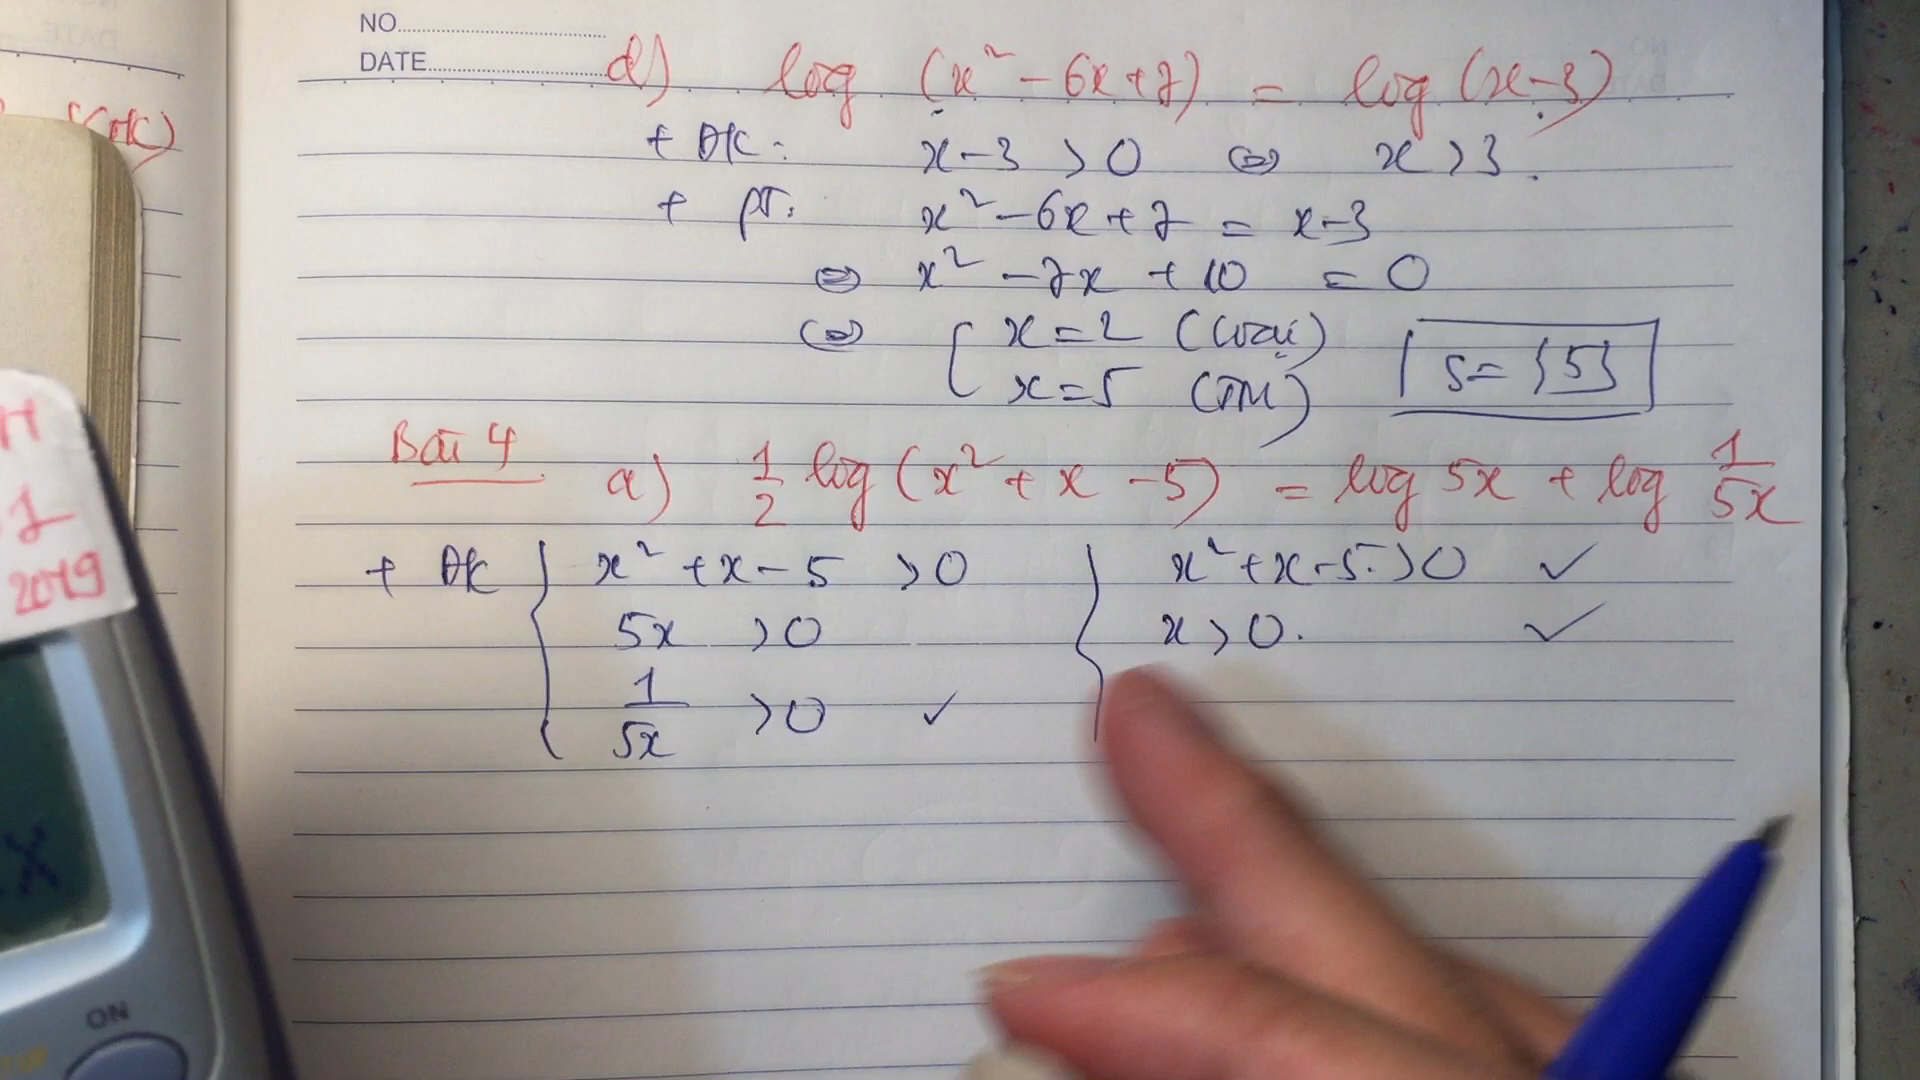 NO
DATE
d) log (x² - 6x + 7) = log (x - 3)
+ ĐK: x - 3 > 0 ⇔ x > 3.
+ pT: x² - 6x + 7 = x - 3
⇔ x² - 7x + 10 = 0
⇔ [ x = 2 (Loại)
x = 5 (TM) S = {5}
Bài 4 a) 1/2 log (x² + x - 5) = log 5x + log 1/5x
+ ĐK { x² + x - 5 > 0 { x² + x - 5 > 0 ✓
5x > 0 x > 0. ✓
1/5x > 0 ✓
2019
ON